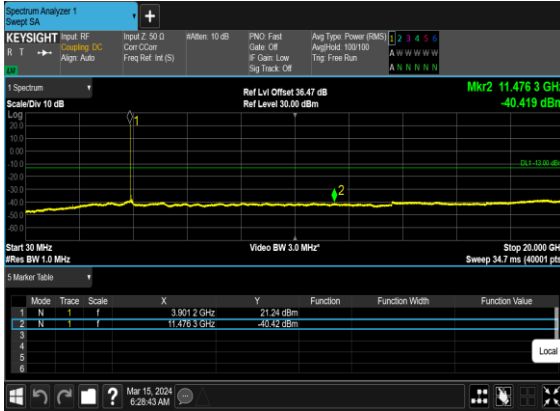 Spectrum Analyzer 1
Swept SA
+
KEYSIGHT
R T
Input: RF
Coupling: DC
Align: Auto
Input Z: 50 Ω
Corr CCorr
Freq Ref: Int (S)
#Atten: 10 dB
PNO: Fast
Gate: Off
IF Gain: Low
Sig Track: Off
Avg Type: Power (RMS)
Avg|Hold: 100/100
Trig: Free Run
1 2 3 4 5 6
A W W W W W
A N N N N N
1 Spectrum
Scale/Div 10 dB
Ref Lvl Offset 36.47 dB
Ref Level 30.00 dBm
Mkr2 11.476 3 GHz
-40.419 dBm
Log
20.0
10.0
0.00
-10.0
-20.0
-30.0
-40.0
-50.0
-60.0
1
2
DL1 -13.00 dBm
Start 30 MHz
#Res BW 1.0 MHz
Video BW 3.0 MHz*
Stop 20.000 GH
Sweep 34.7 ms (40001 pts
5 Marker Table
Mode Trace Scale X Y Function Function Width Function Value
1 N 1 f 3.901 2 GHz 21.24 dBm
2 N 1 f 11.476 3 GHz -40.42 dBm
3
4
5
6
Local
?
Mar 15, 2024
6:28:43 AM